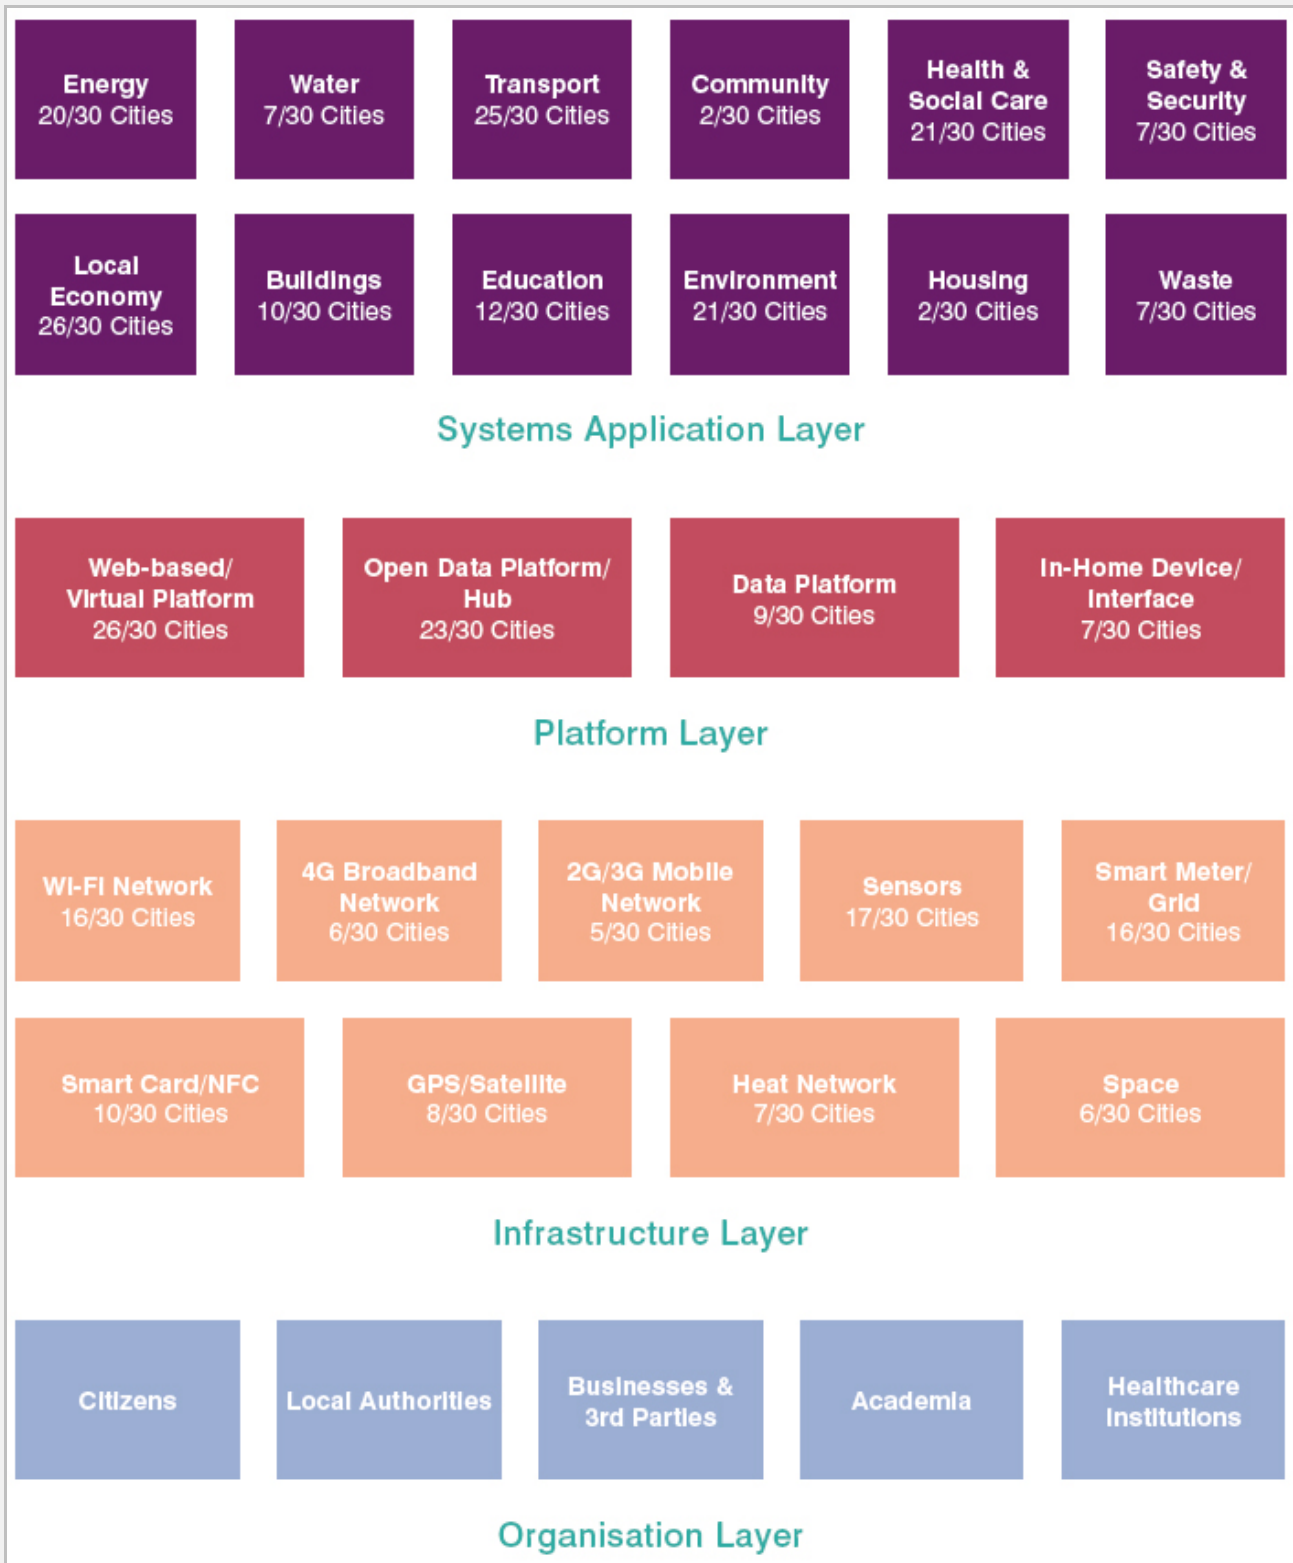 Energy
20/30 Cities
Water
7/30 Cities
Transport
25/30 Cities
Community
2/30 Cities
Health &
Social Care
21/30 Cities
Safety &
Security
7/30 Cities
Local
Economy
26/30 Cities
Buildings
10/30 Cities
Education
12/30 Cities
Environment
21/30 Cities
Housing
2/30 Cities
Waste
7/30 Cities
Systems Application Layer
Web-based/
Virtual Platform
26/30 Cities
Open Data Platform/
Hub
23/30 Cities
Data Platform
9/30 Cities
In-Home Device/
Interface
7/30 Cities
Platform Layer
Wi-Fi Network
16/30 Cities
4G Broadband
Network
6/30 Cities
2G/3G Mobile
Network
5/30 Cities
Sensors
17/30 Cities
Smart Meter/
Grid
16/30 Cities
Smart Card/NFC
10/30 Cities
GPS/Satellite
8/30 Cities
Heat Network
7/30 Cities
Space
6/30 Cities
Infrastructure Layer
Citizens
Local Authorities
Businesses &
3rd Parties
Academia
Healthcare
Institutions
Organisation Layer